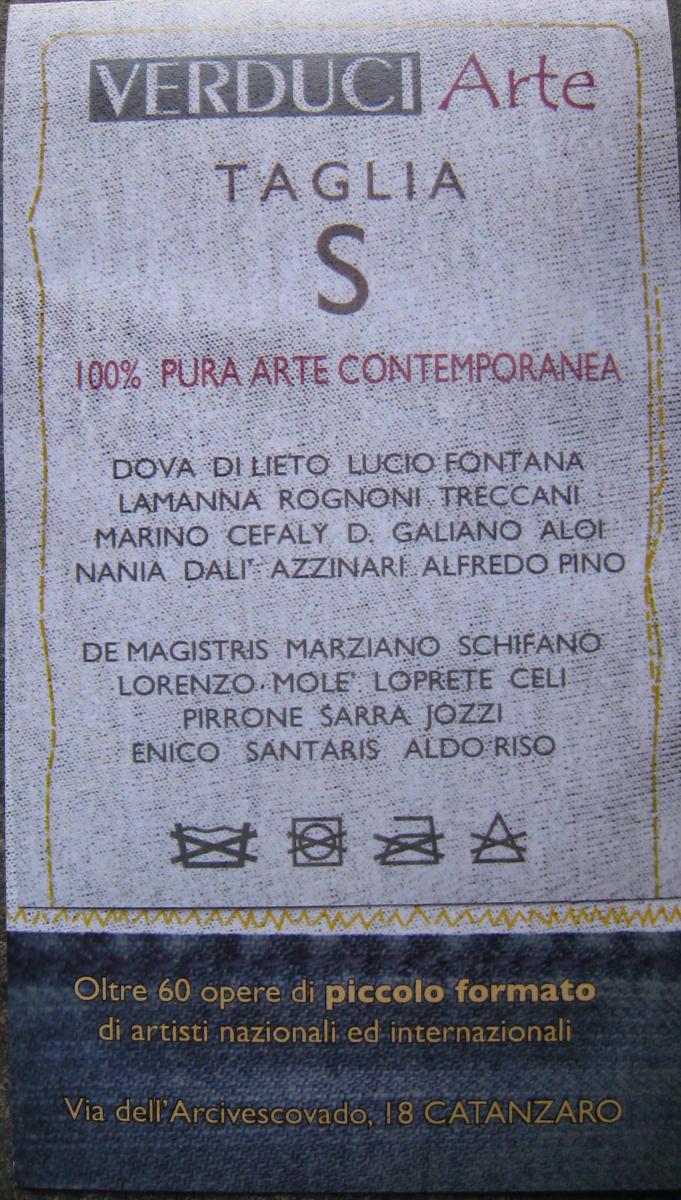 VERDUCI Arte
TAGLIA
S
100% PURA ARTE CONTEMPORANEA
DOVA DI LIETO LUCIO FONTANA
LAMANNA ROGNONI TRECCANI
MARINO CEFALY D. GALIANO ALOI
NANIA DALI' AZZINARI ALFREDO PINO
DE MAGISTRIS MARZIANO SCHIFANO
LORENZO MOLE' LOPRETE CELI
PIRRONE SARRA JOZZI
ENICO SANTARIS ALDO RISO
Oltre 60 opere di piccolo formato
di artisti nazionali ed internazionali
Via dell'Arcivescovado, 18 CATANZARO